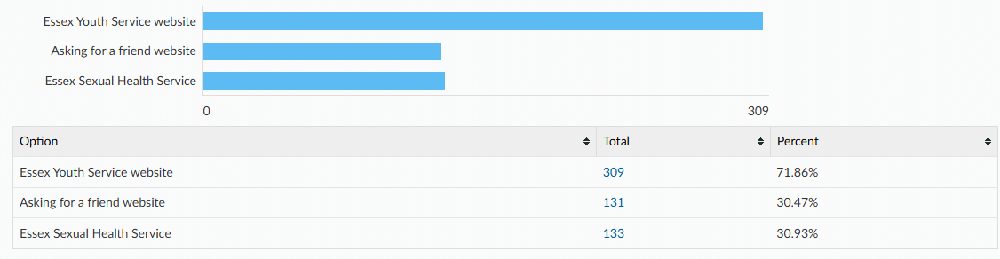 Essex Youth Service website
Asking for a friend website
Essex Sexual Health Service
0 309
Option Total Percent
Essex Youth Service website 309 71.86%
Asking for a friend website 131 30.47%
Essex Sexual Health Service 133 30.93%